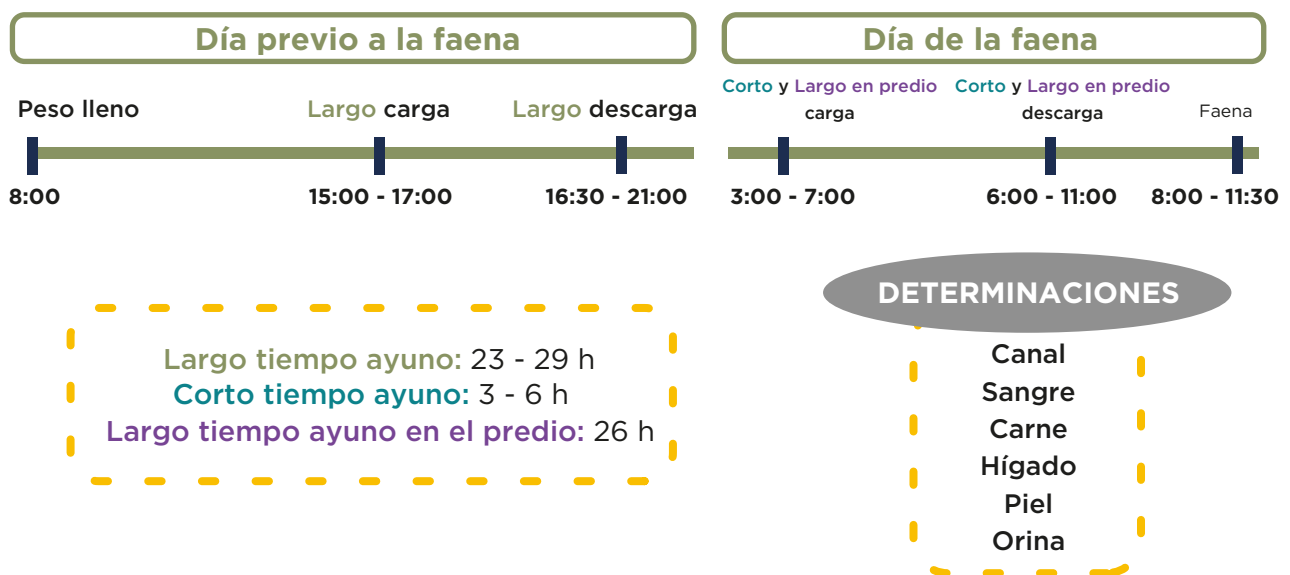 Día previo a la faena
Peso lleno
Largo carga
Largo descarga
8:00
15:00 - 17:00
16:30 - 21:00
Día de la faena
Corto y Largo en predio
carga
Corto y Largo en predio
descarga
Faena
3:00 - 7:00
6:00 - 11:00
8:00 - 11:30
Largo tiempo ayuno: 23 - 29 h
Corto tiempo ayuno: 3 - 6 h
Largo tiempo ayuno en el predio: 26 h
DETERMINACIONES
Canal
Sangre
Carne
Hígado
Piel
Orina